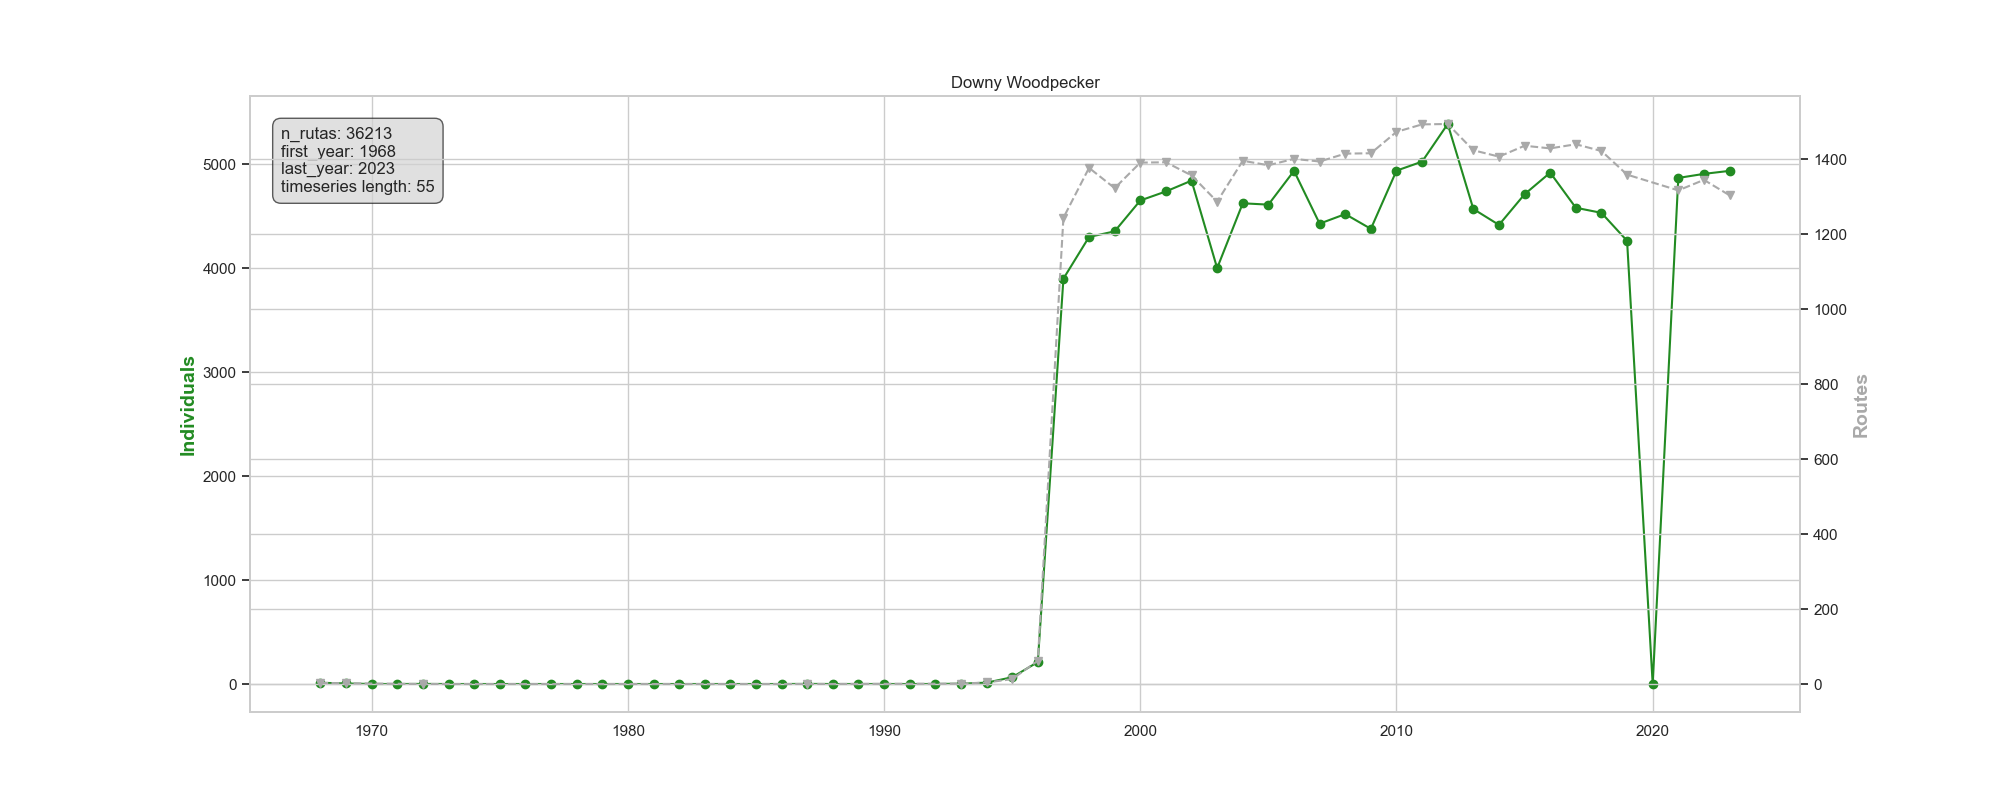 Downy Woodpecker
n_rutas: 36213
first_year: 1968
last_year: 2023
timeseries length: 55
Individuals
5000
4000
3000
2000
1000
0
Routes
1400
1200
1000
800
600
400
200
0
1970
1980
1990
2000
2010
2020